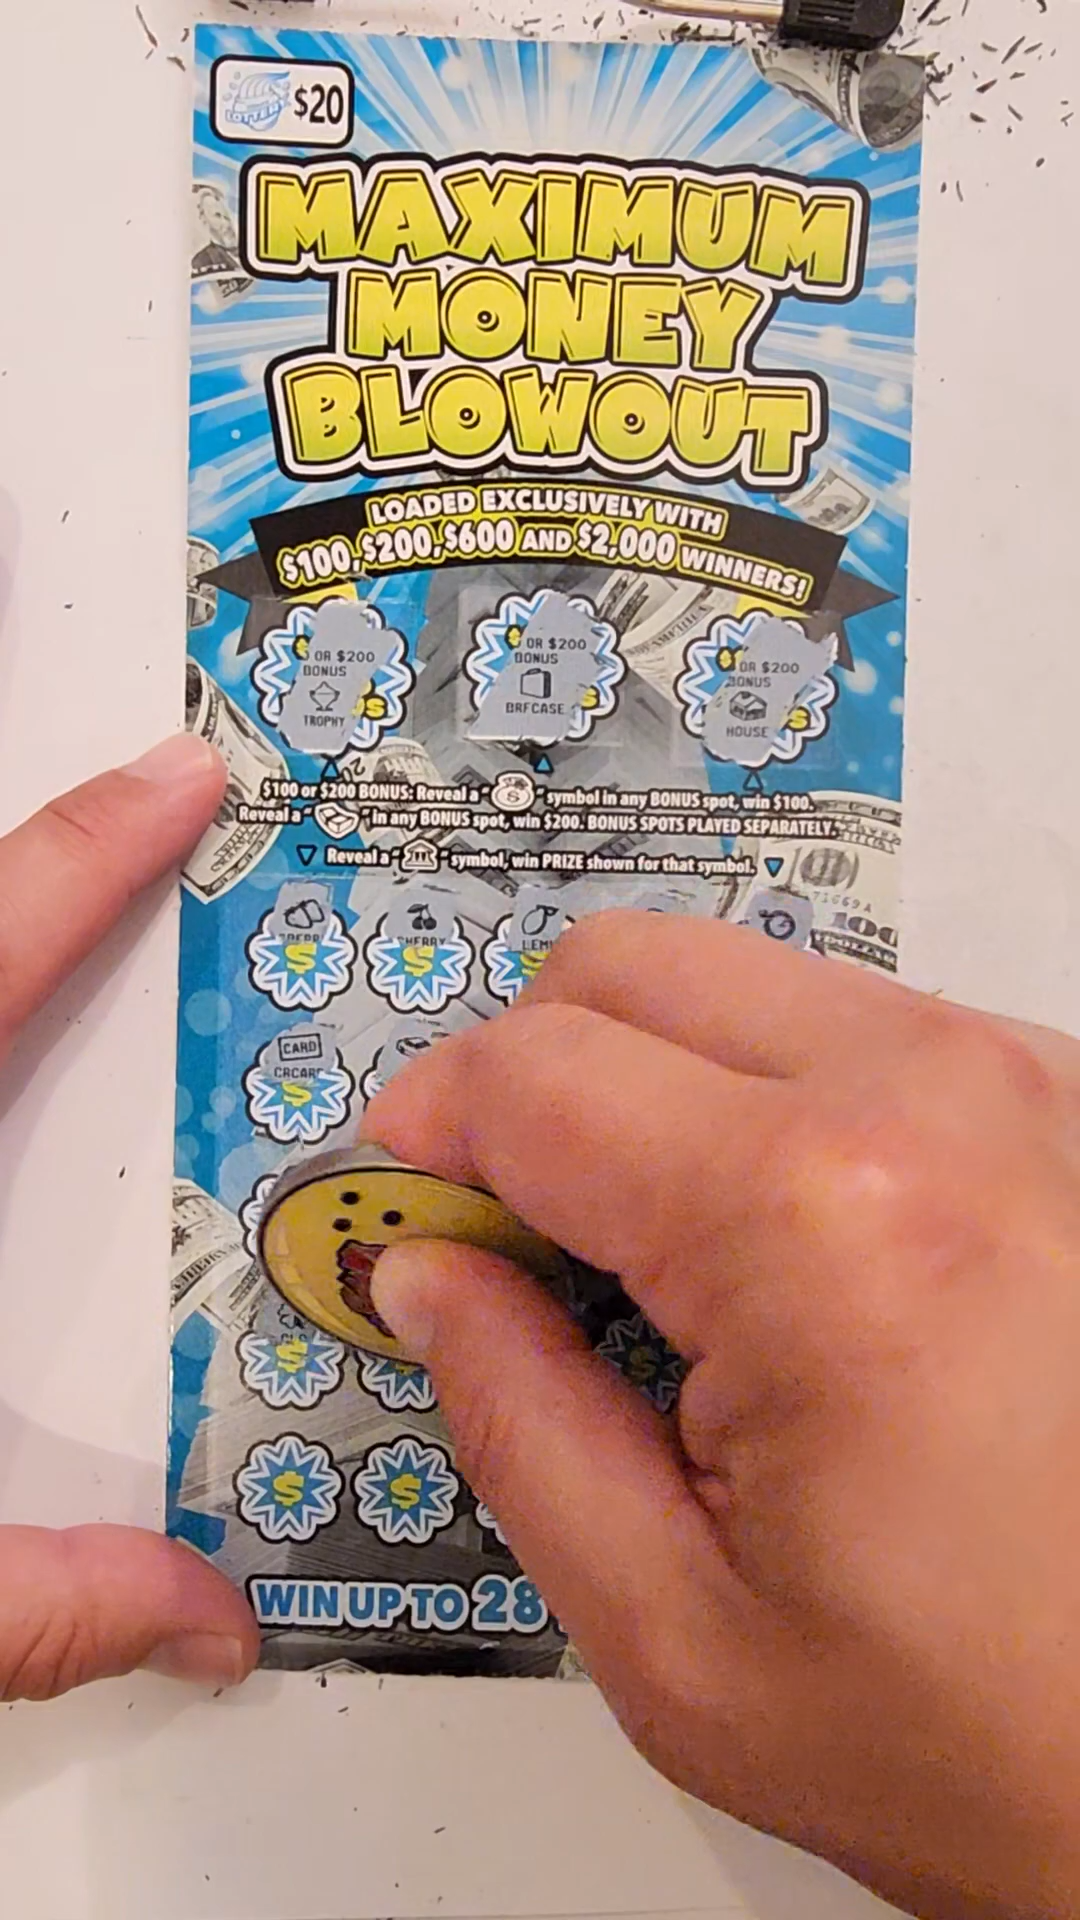 LOTTERY $20
MAXIMUM
MONEY
BLOWOUT
LOADED EXCLUSIVELY WITH
$100, $200, $600 AND $2,000 WINNERS!
OR $200
BONUS
TROPHY
OR $200
BONUS
BRFCASE
OR $200
BONUS
HOUSE
$100 or $200 BONUS: Reveal a " " symbol in any BONUS spot, win $100.
Reveal a " " in any BONUS spot, win $200. BONUS SPOTS PLAYED SEPARATELY.
Reveal a " " symbol, win PRIZE shown for that symbol.
71669A
100
CHERRY
$ $ $
CARD
CRCARD
$
$ $
$ $
WIN UP TO 28